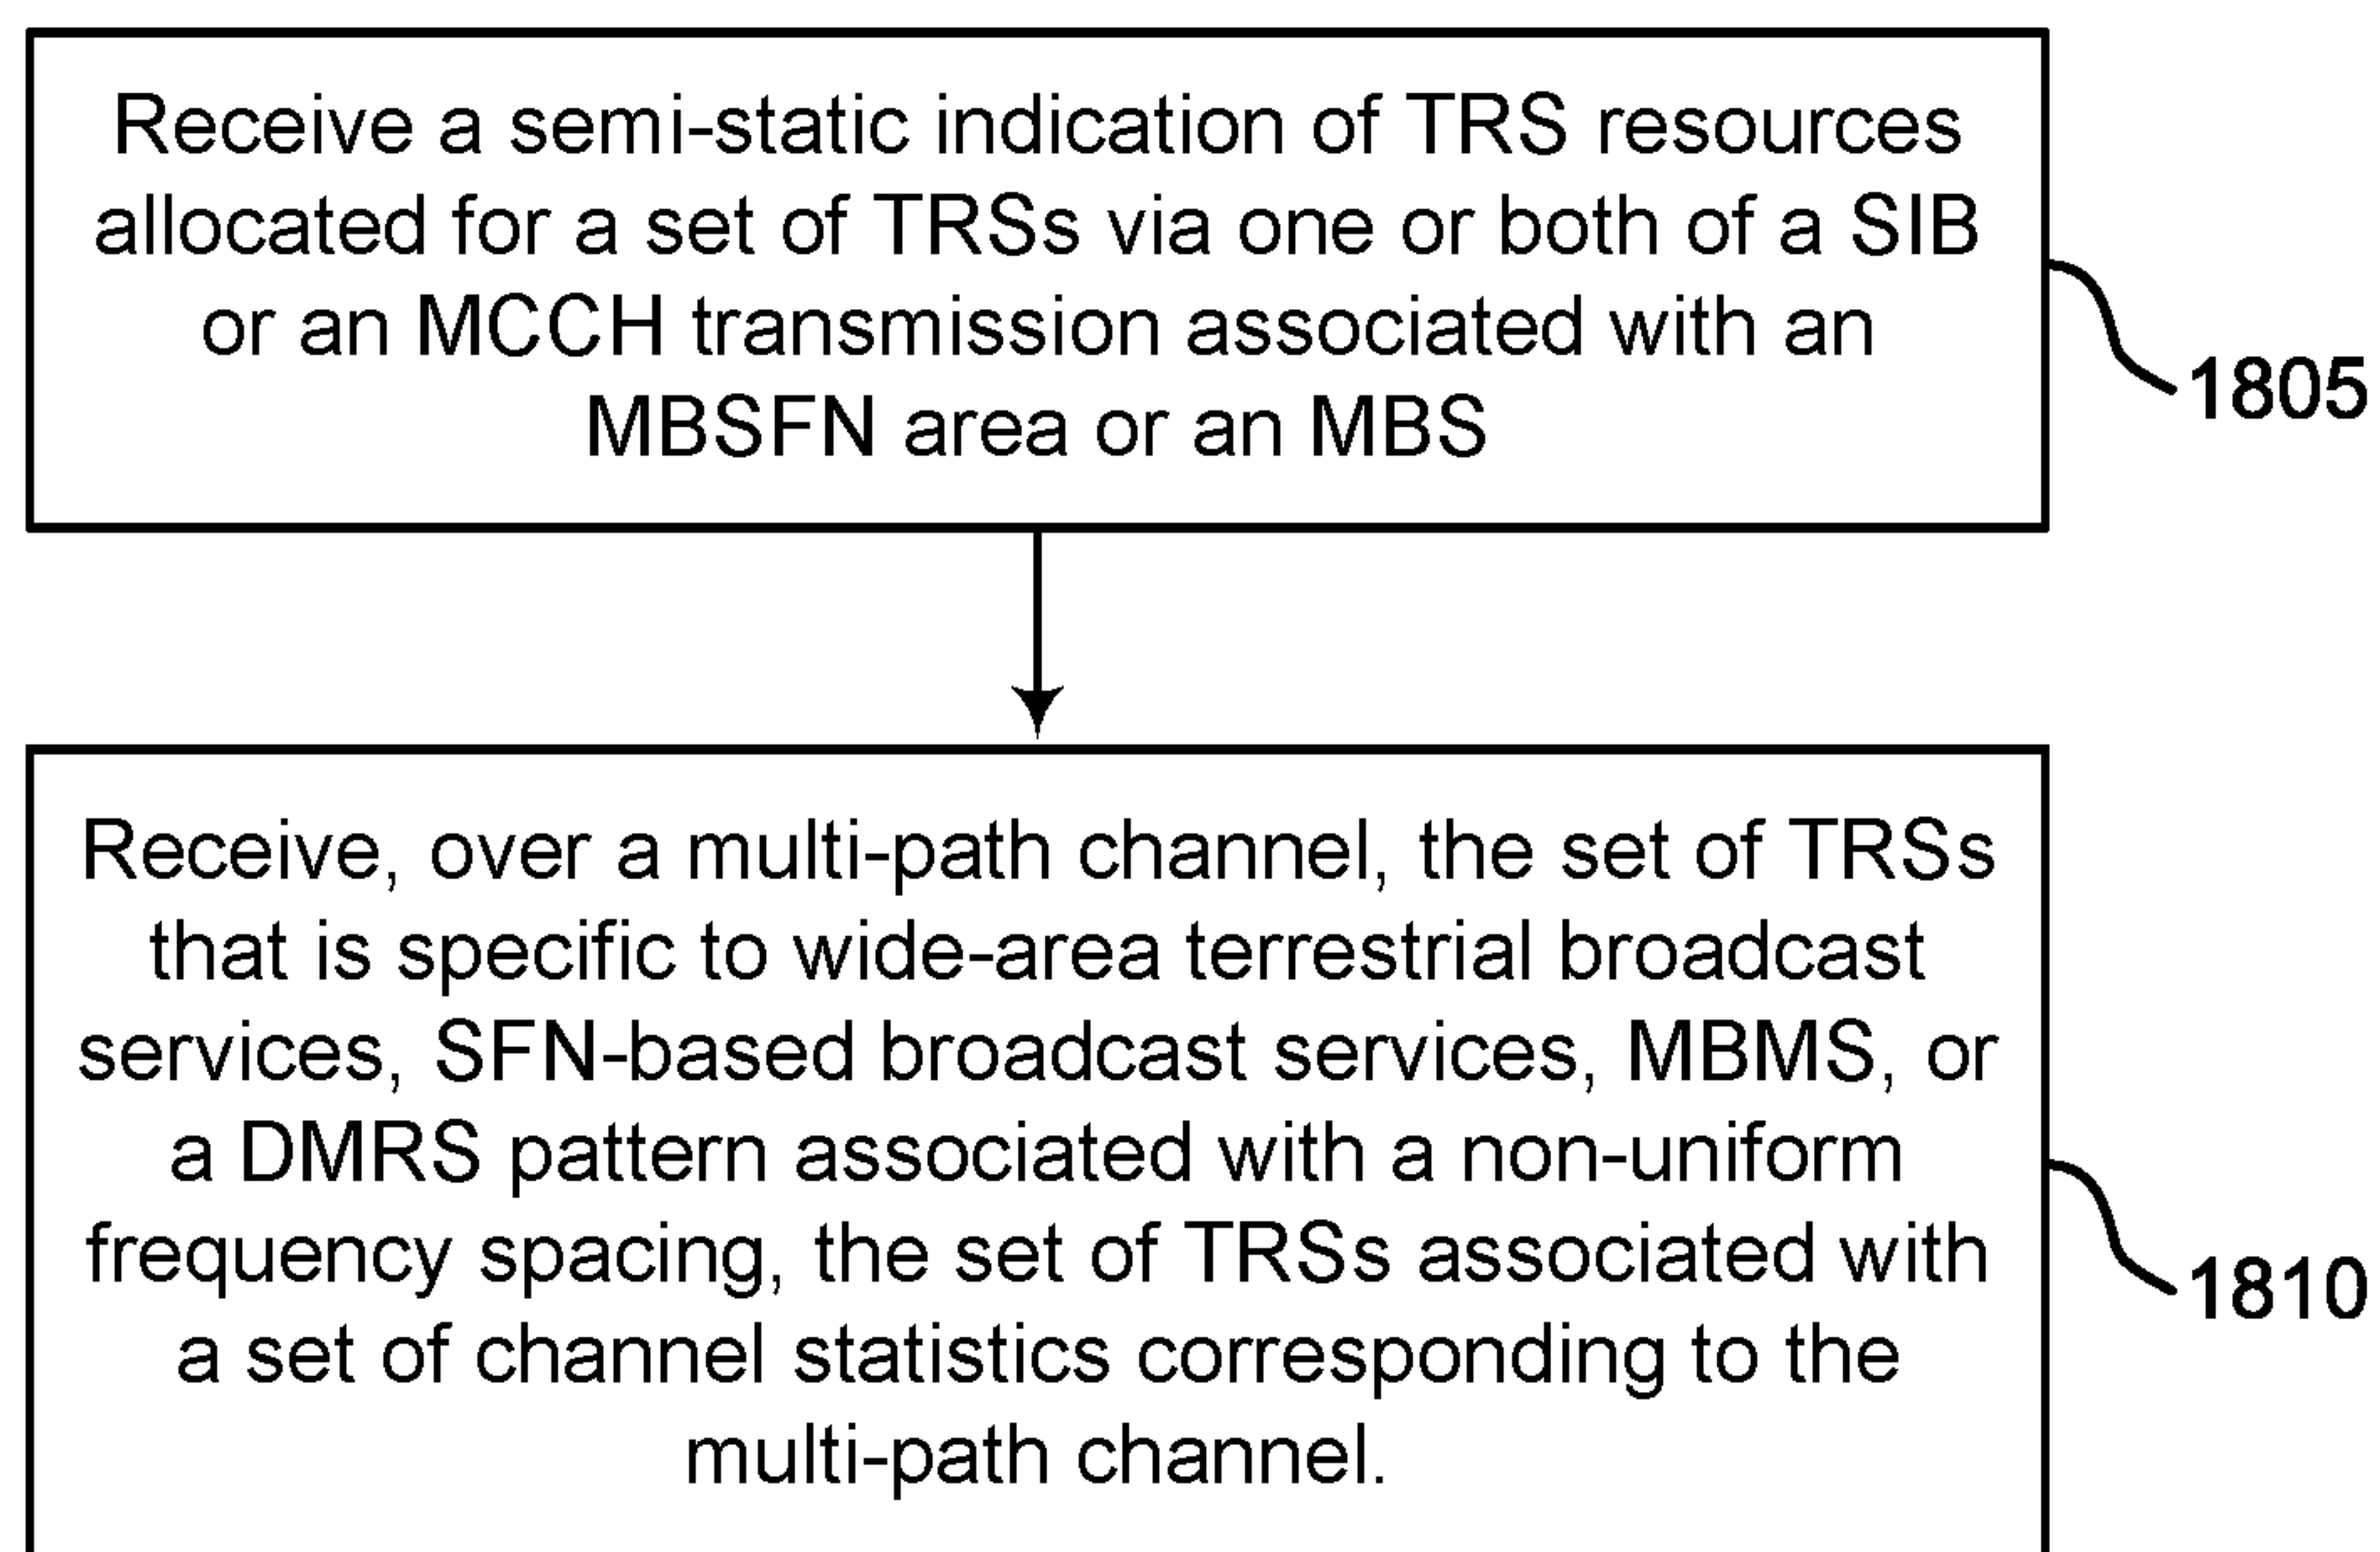 Receive a semi-static indication of TRS resources
allocated for a set of TRSs via one or both of a SIB
or an MCCH transmission associated with an
MBSFN area or an MBS
1805
Receive, over a multi-path channel, the set of TRSs
that is specific to wide-area terrestrial broadcast
services, SFN-based broadcast services, MBMS, or
a DMRS pattern associated with a non-uniform
frequency spacing, the set of TRSs associated with
a set of channel statistics corresponding to the
multi-path channel.
1810